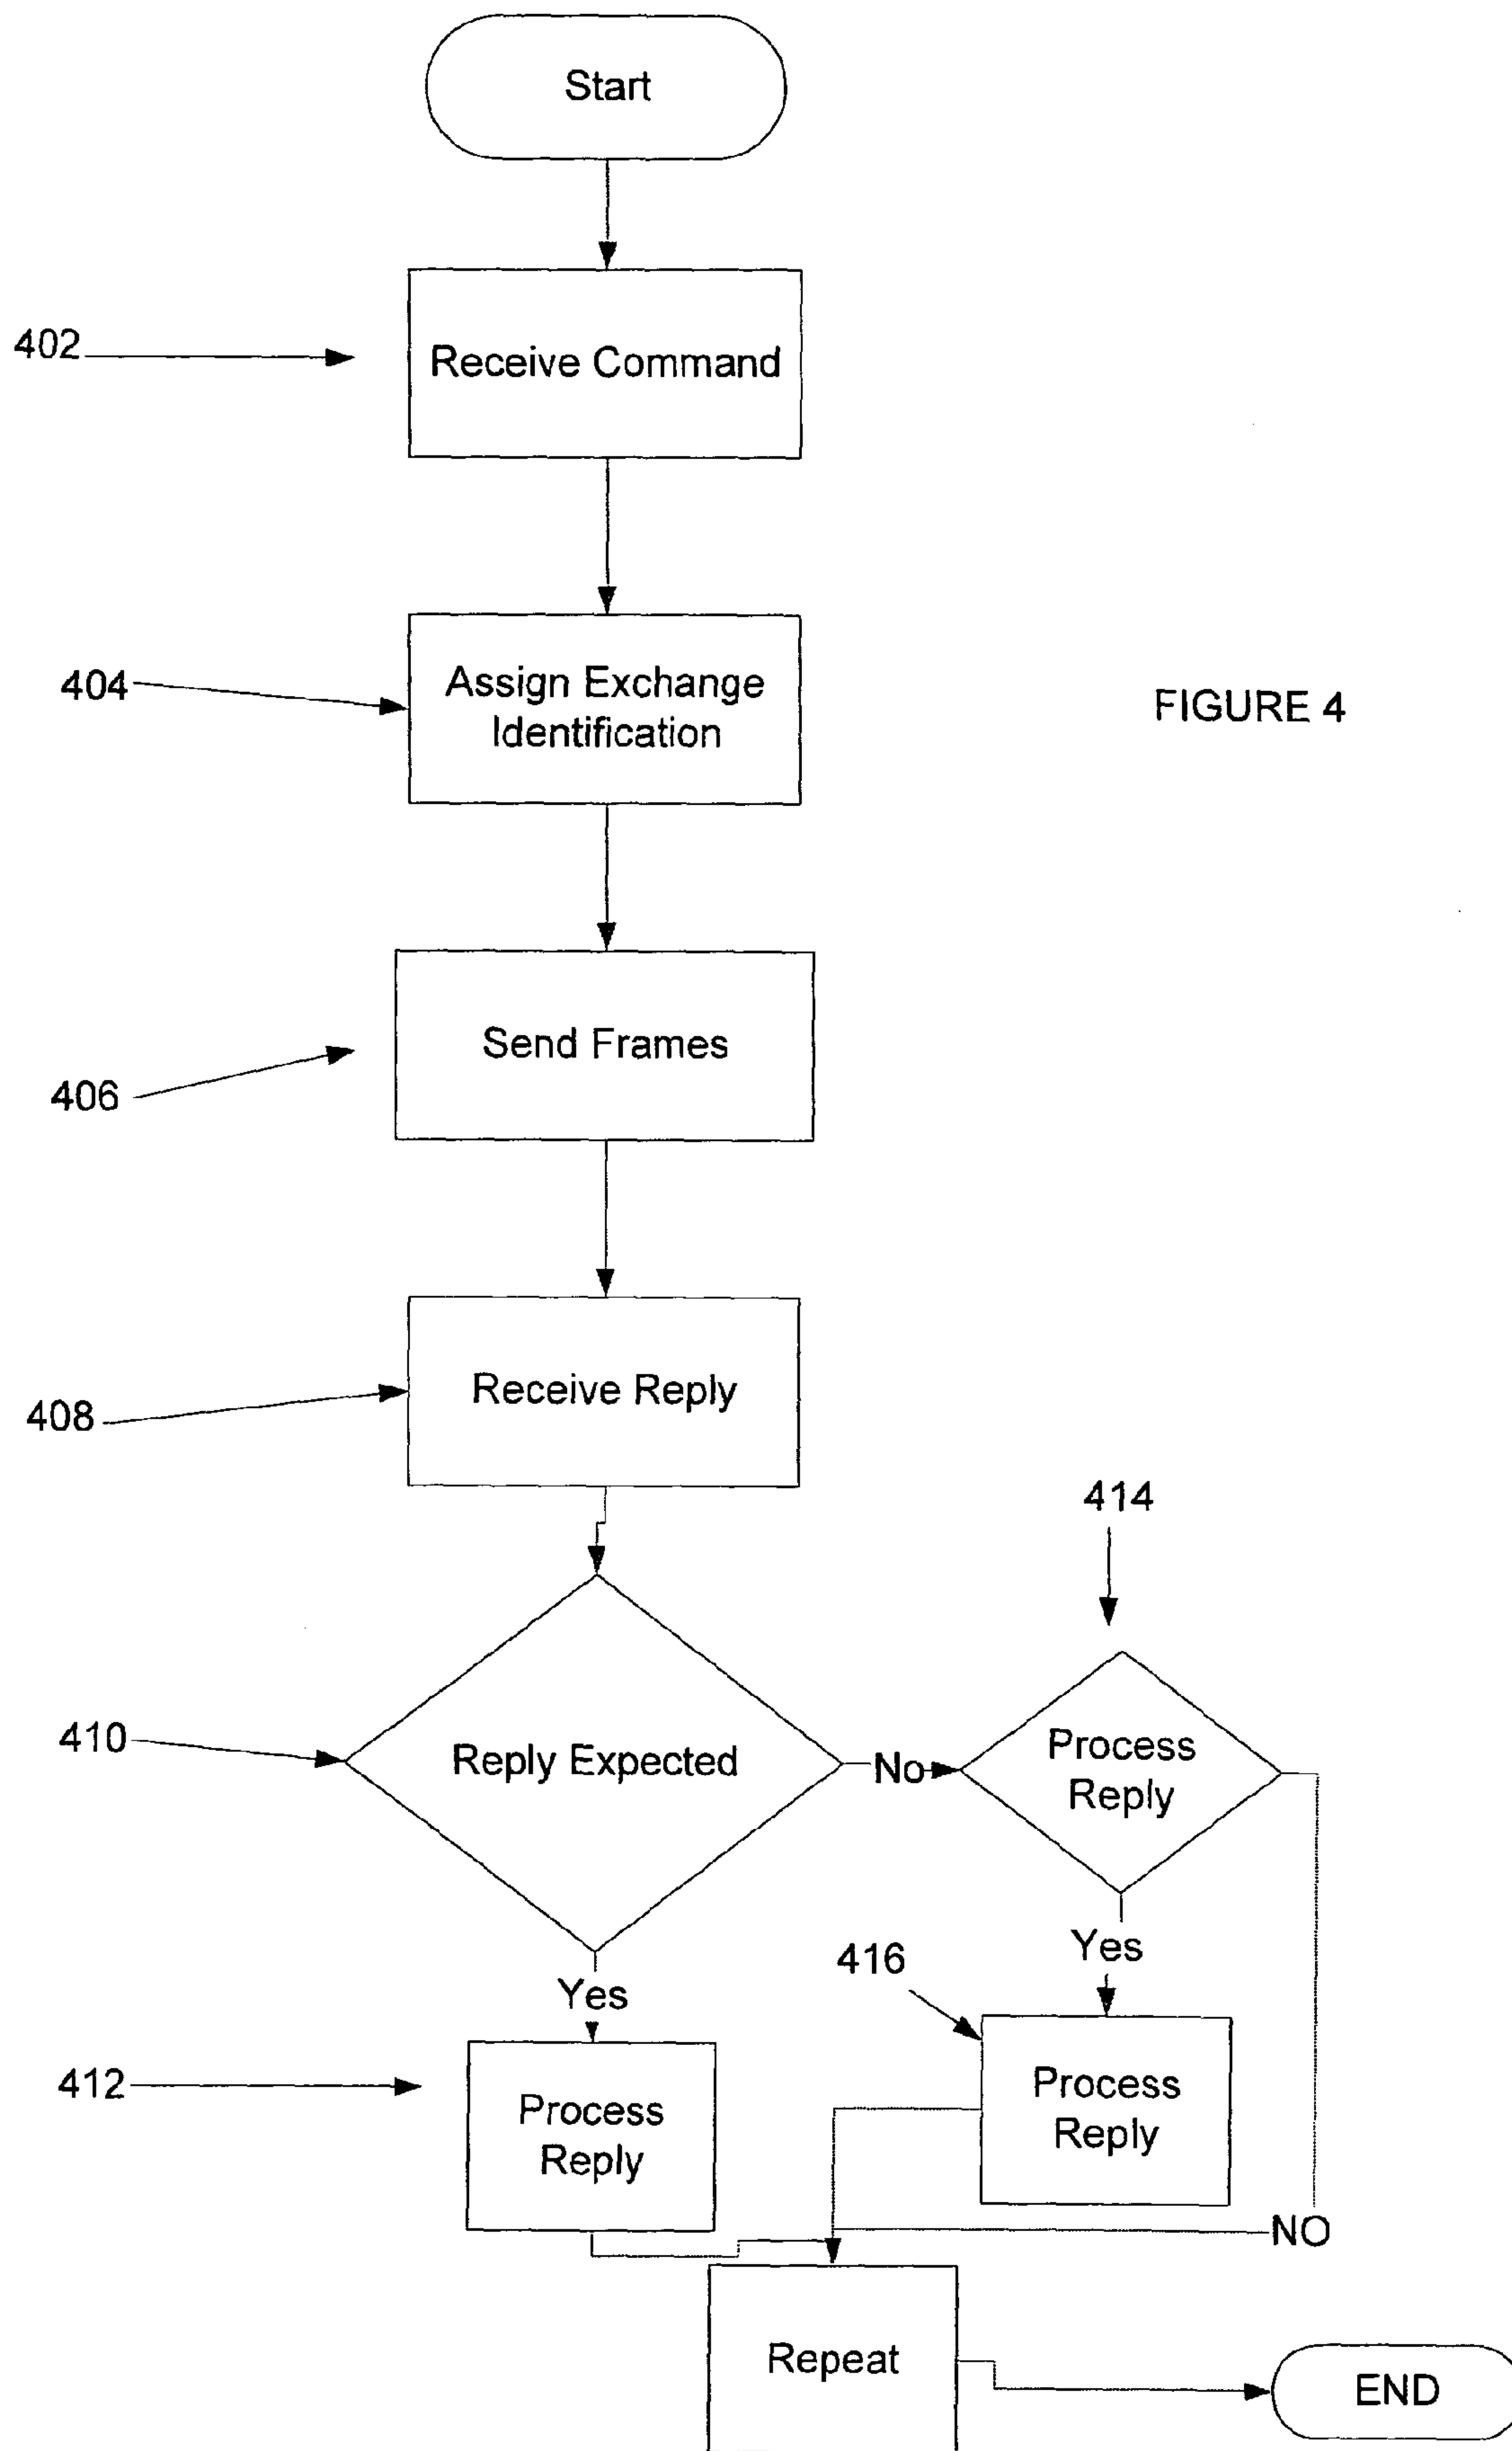 Start
402
Receive Command
404
Assign Exchange
Identification
FIGURE 4
406
Send Frames
408
Receive Reply
414
410
Reply Expected
No
Process
Reply
Yes
416
Yes
412
Process
Reply
Process
Reply
NO
Repeat
END